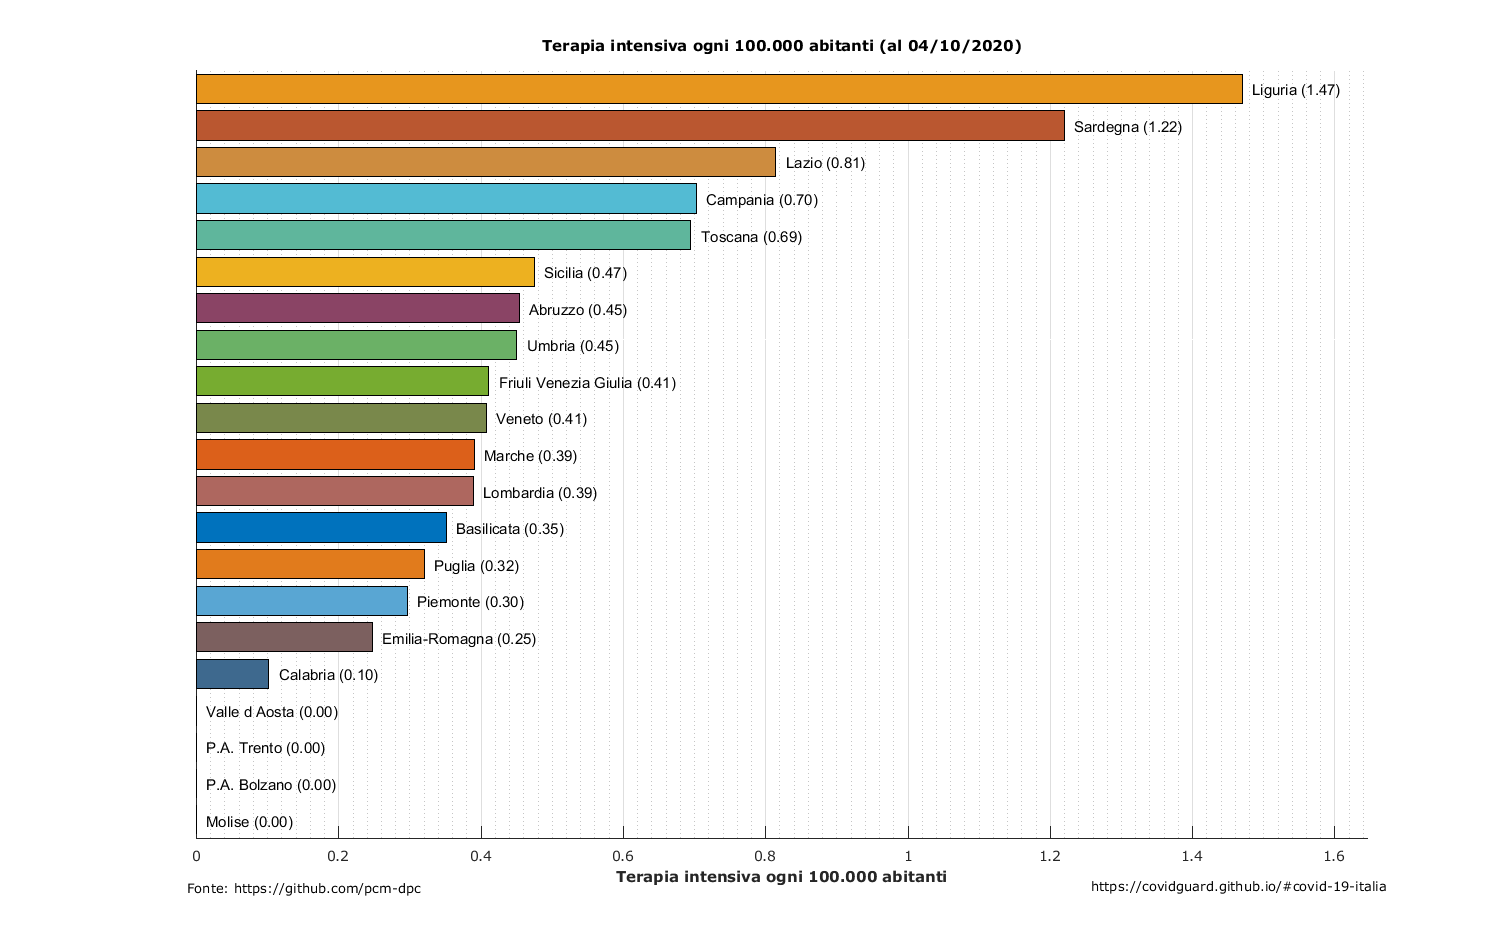 Terapia intensiva ogni 100.000 abitanti (al 04/10/2020)
Liguria (1.47)
Sardegna (1.22)
Lazio (0.81)
Campania (0.70)
Toscana (0.69)
Sicilia (0.47)
Abruzzo (0.45)
Umbria (0.45)
Friuli Venezia Giulia (0.41)
Veneto (0.41)
Marche (0.39)
Lombardia (0.39)
Basilicata (0.35)
Puglia (0.32)
Piemonte (0.30)
Emilia-Romagna (0.25)
Calabria (0.10)
Valle d Aosta (0.00)
P.A. Trento (0.00)
P.A. Bolzano (0.00)
Molise (0.00)
0 0.2 0.4 0.6 0.8 1 1.2 1.4 1.6
Terapia intensiva ogni 100.000 abitanti
Fonte: https://github.com/pcm-dpc
https://covidguard.github.io/#covid-19-italia